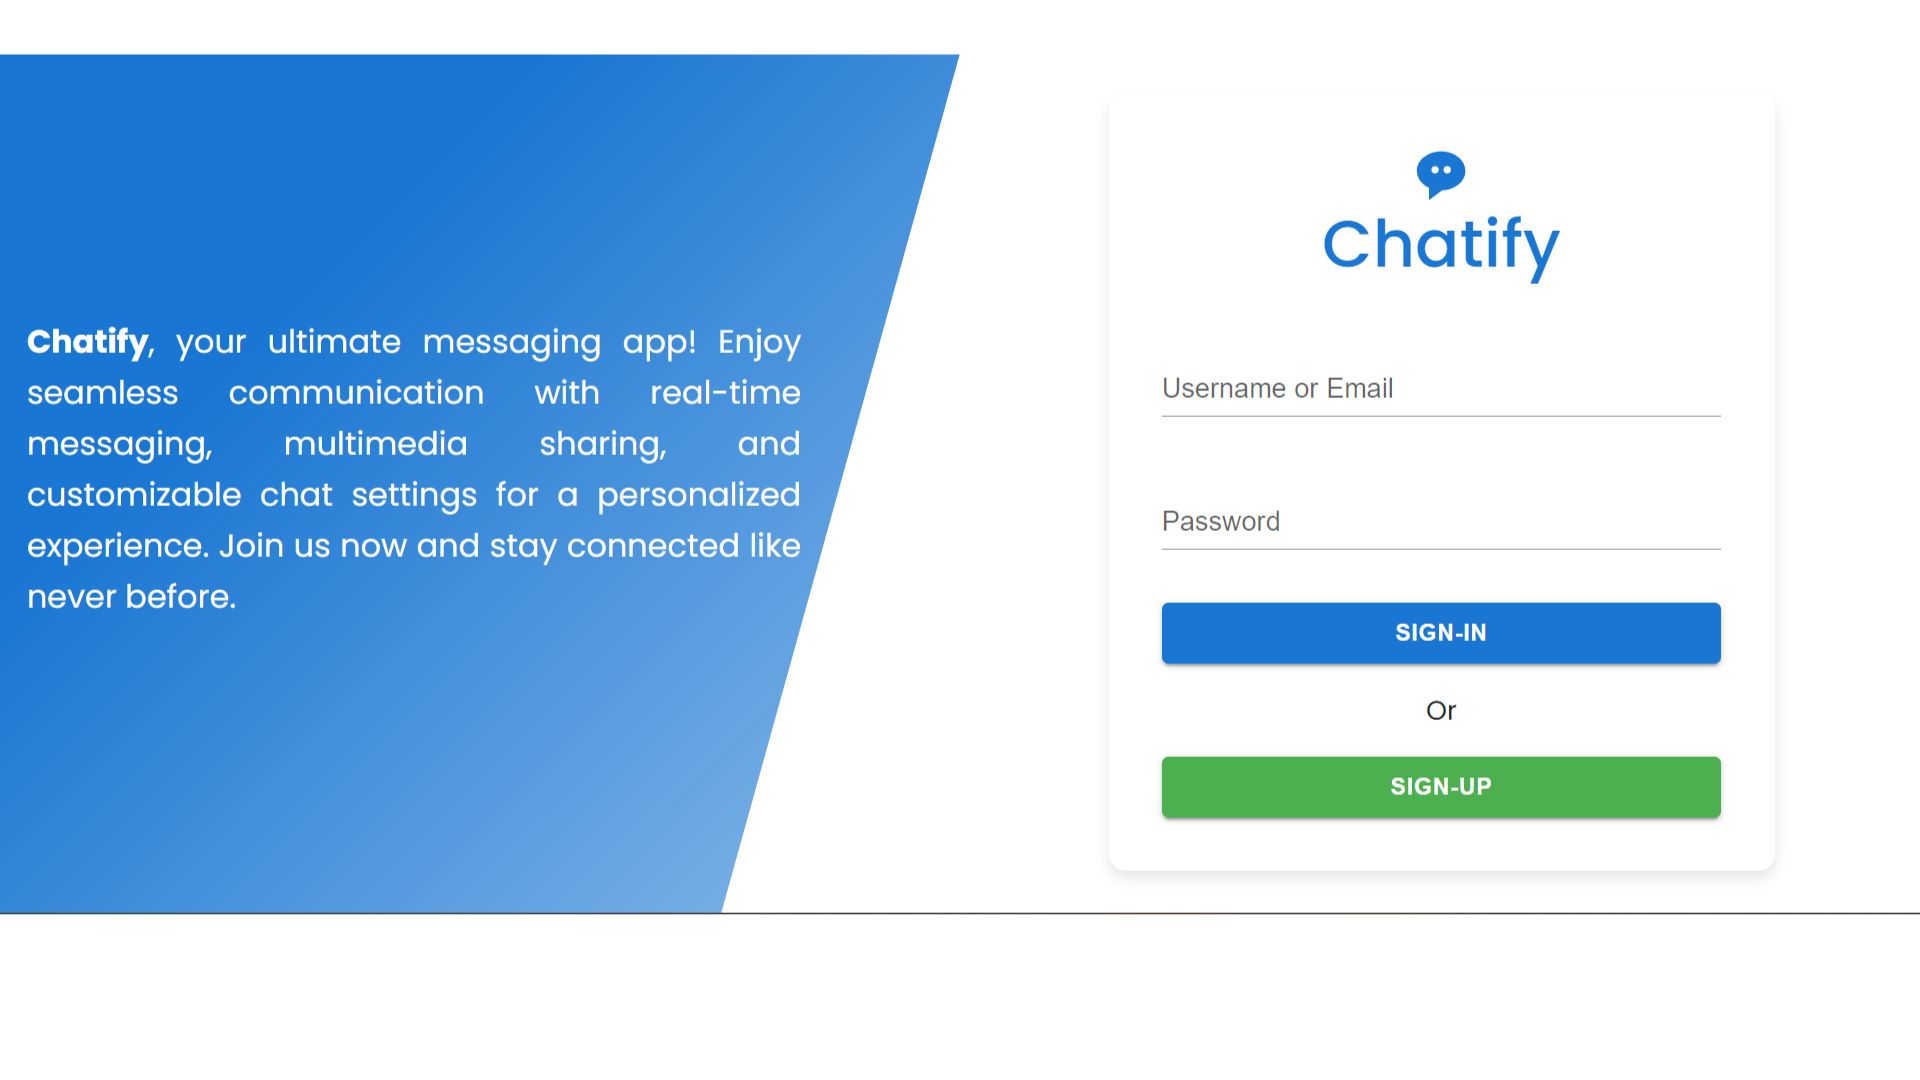 Chatify, your ultimate messaging app! Enjoy
seamless communication with real-time
messaging, multimedia sharing, and
customizable chat settings for a personalized
experience. Join us now and stay connected like
never before.
Chatify
Username or Email
Password
SIGN-IN
Or
SIGN-UP